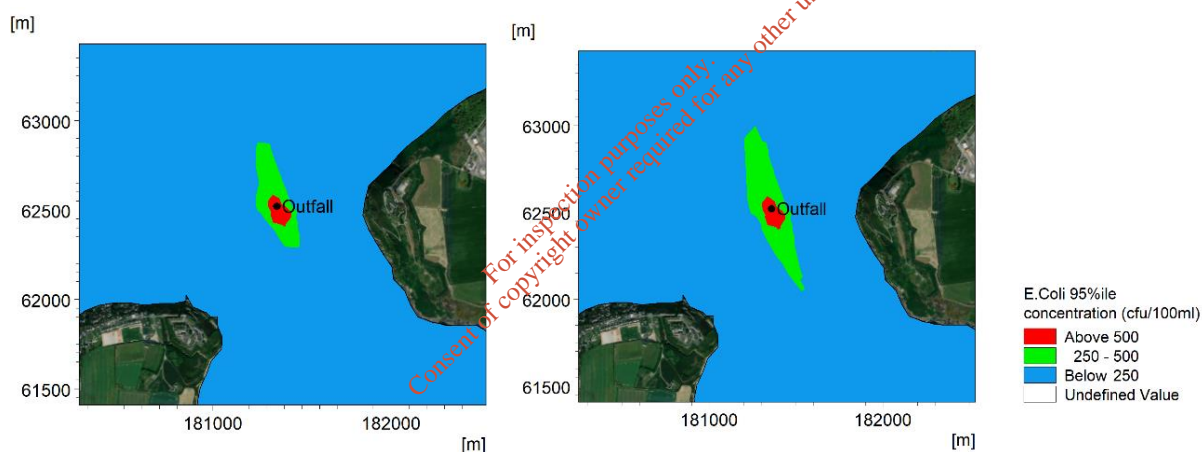 [m]
63000
62500
62000
61500
181000
182000
[m]
Outfall
[m]
63000
62500
62000
61500
181000
182000
[m]
Outfall
For inspection purposes only.
Consent of copyright owner required for any other
E.Coli 95%ile
concentration (cfu/100ml)
Above 500
250 - 500
Below 250
Undefined Value